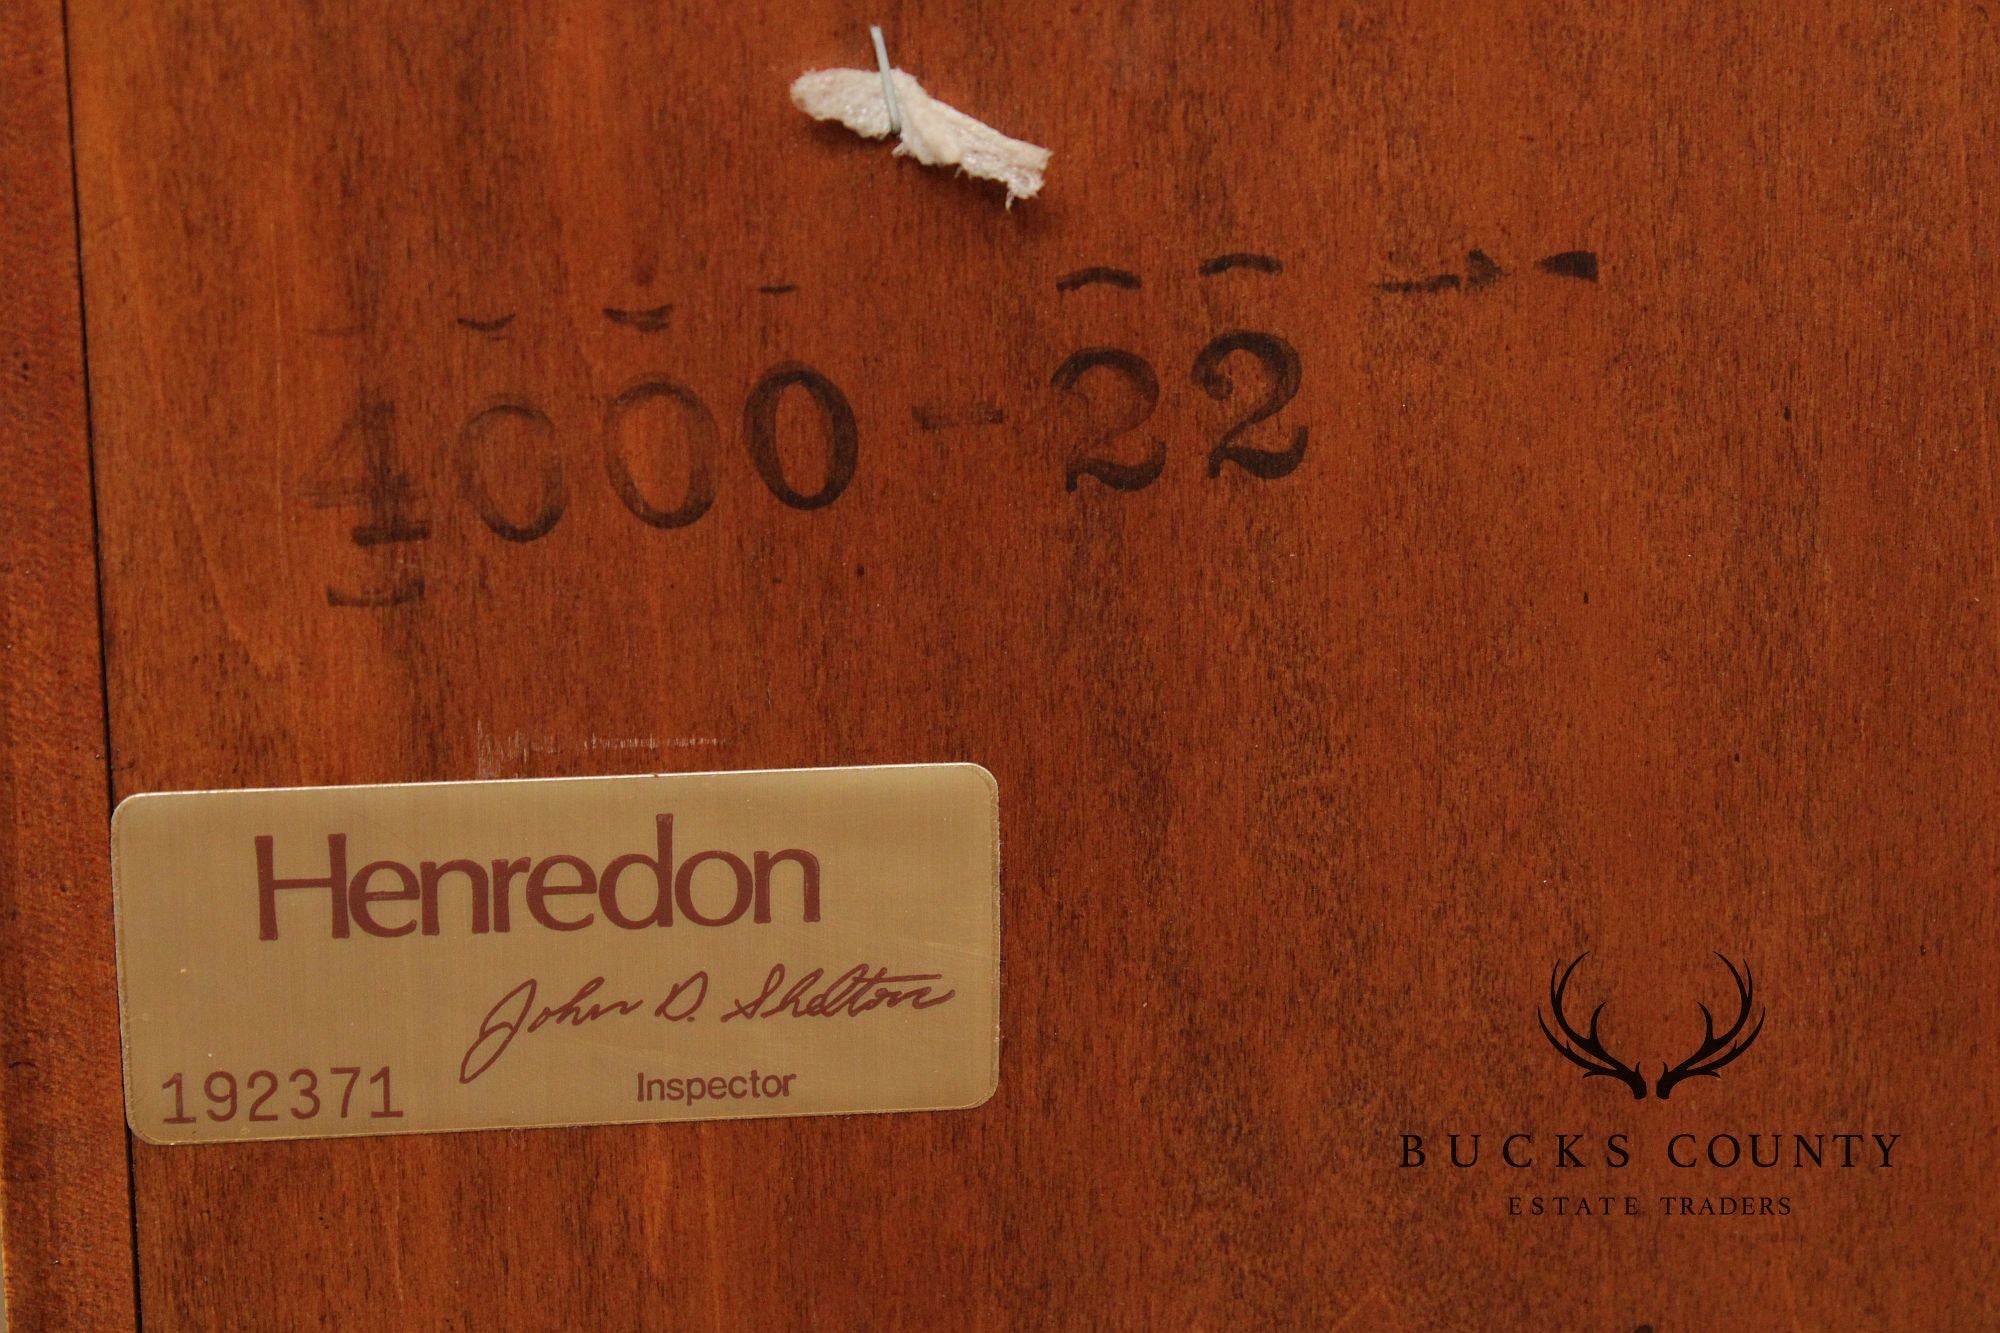 4000-22
Henredon
John D. Shelton
192371 Inspector
BUCKS COUNTY
ESTATE TRADERS